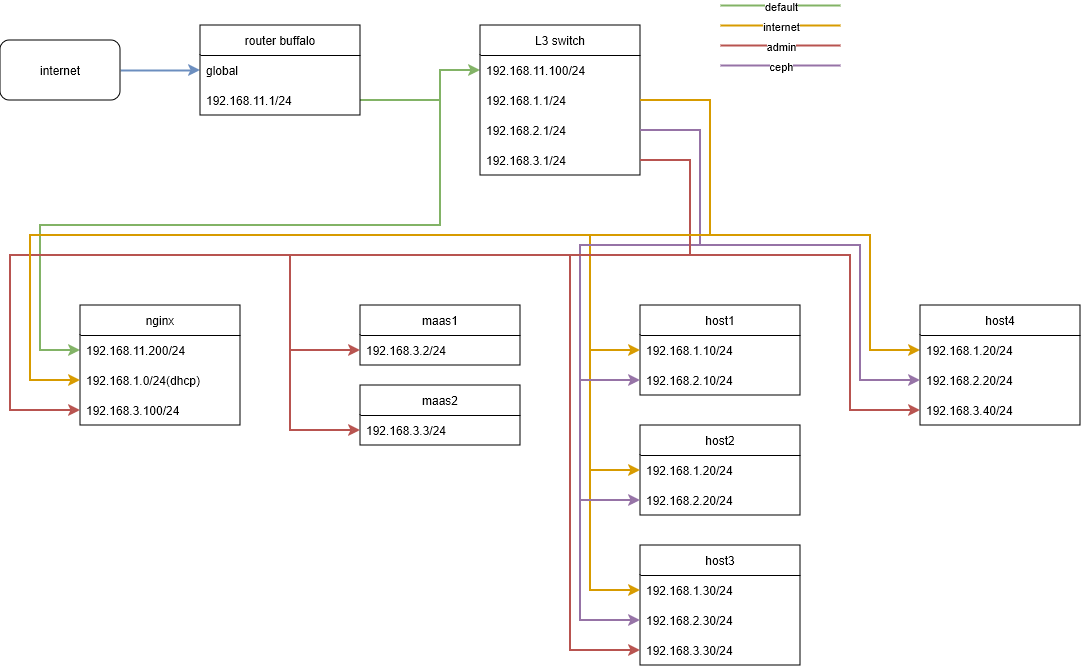 default
internet
admin
ceph
internet
router buffalo
global
192.168.11.1/24
L3 switch
192.168.11.100/24
192.168.1.1/24
192.168.2.1/24
192.168.3.1/24
nginx
192.168.11.200/24
192.168.1.0/24(dhcp)
192.168.3.100/24
maas1
192.168.3.2/24
maas2
192.168.3.3/24
host1
192.168.1.10/24
192.168.2.10/24
host2
192.168.1.20/24
192.168.2.20/24
host3
192.168.1.30/24
192.168.2.30/24
192.168.3.30/24
host4
192.168.1.20/24
192.168.2.20/24
192.168.3.40/24